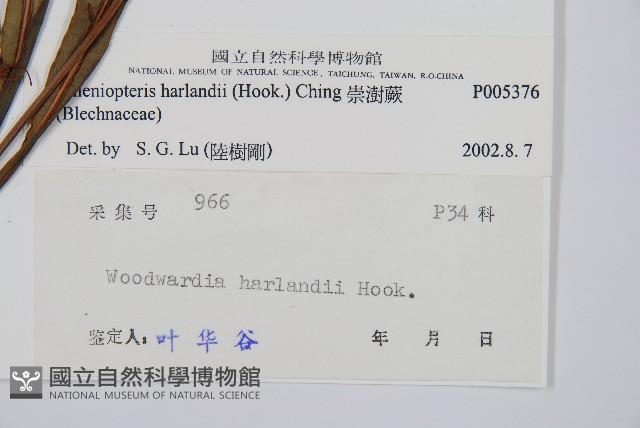 國立自然科學博物館
NATIONAL MUSEUM OF NATURAL SCIENCE, TAICHUNG, TAIWAN, R.O.CHINA
harlandii (Hook.) Ching 崇澍蕨 P005376
(Blechnaceae)
Det. by S. G. Lu (陸樹剛) 2002.8. 7
采集号 966 P34 科
Woodwardia harlandii Hook.
鉴定人: 叶华谷 年 月 日
國立自然科學博物館
NATIONAL MUSEUM OF NATURAL SCIENCE